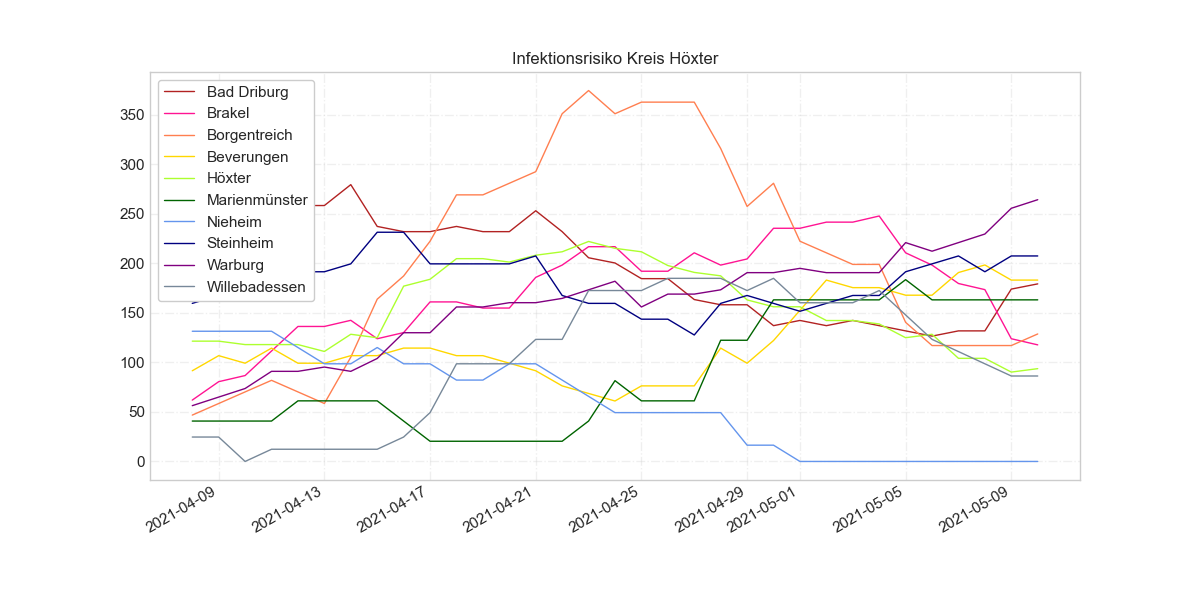 Infektionsrisiko Kreis Höxter
Bad Driburg
Brakel
Borgentreich
Beverungen
Höxter
Marienmünster
Nieheim
Steinheim
Warburg
Willebadessen
350
300
250
200
150
100
50
0
2021-04-09
2021-04-13
2021-04-17
2021-04-21
2021-04-25
2021-04-29
2021-05-01
2021-05-05
2021-05-09